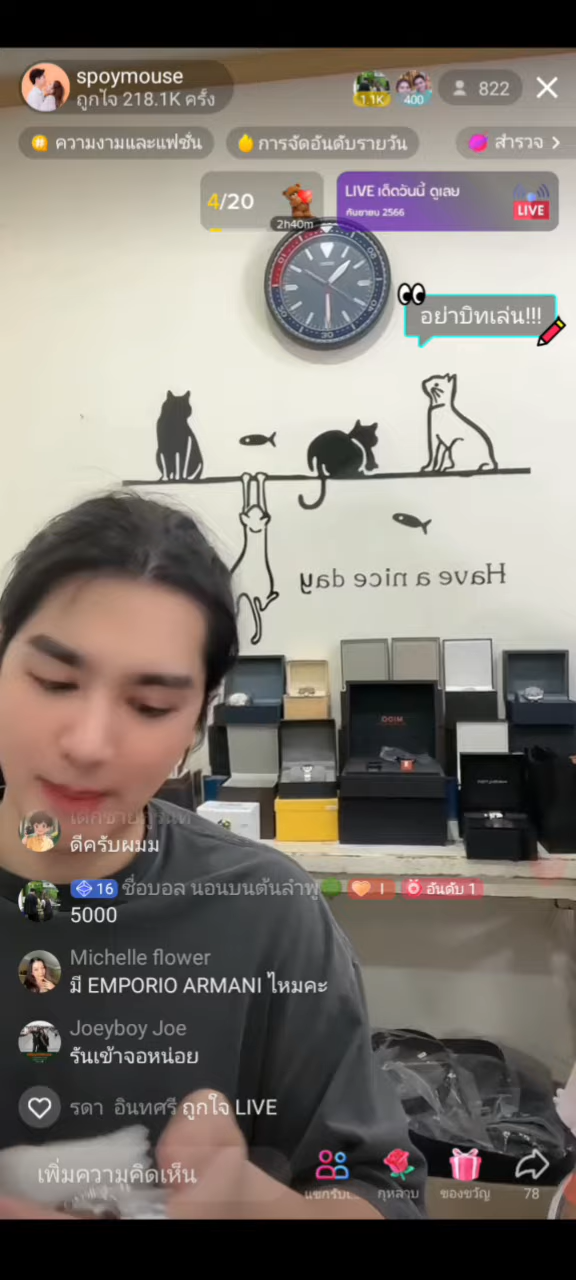 spoymouse
ถูกใจ 218.1K ครั้ง
1.1K
400
822
ความงามและแฟชั่น
การจัดอันดับรายวัน
สำรวจ >
4/20
2h40m
LIVE เด็ดวันนี้ ดูเลย
กันยายน 2566
LIVE
อย่าบิทเล่น!!!
Have a nice day
ดีครับผมม
16 ชื่อบอล นอนบนต้นลำพู I อันดับ 1
5000
Michelle flower
มี EMPORIO ARMANI ไหมคะ
Joeyboy Joe
รันเข้าจอหน่อย
รดา อินทศรี ถูกใจ LIVE
เพิ่มความคิดเห็น
แขกรับเ...
กุหลาบ
ของขวัญ
78